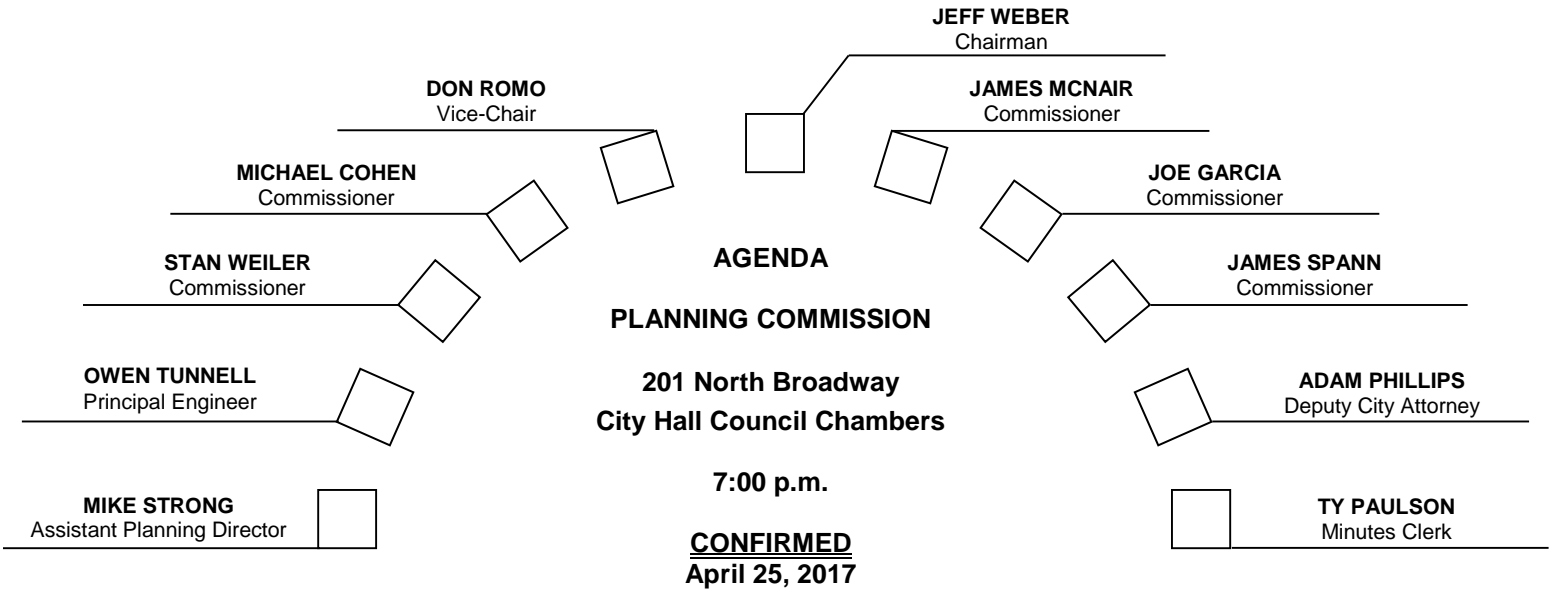 JEFF WEBER
Chairman
DON ROMO
Vice-Chair
JAMES MCNAIR
Commissioner
MICHAEL COHEN
Commissioner
JOE GARCIA
Commissioner
STAN WEILER
Commissioner
JAMES SPANN
Commissioner
OWEN TUNNELL
Principal Engineer
ADAM PHILLIPS
Deputy City Attorney
MIKE STRONG
Assistant Planning Director
TY PAULSON
Minutes Clerk
AGENDA
PLANNING COMMISSION
201 North Broadway
City Hall Council Chambers
7:00 p.m.
CONFIRMED
April 25, 2017